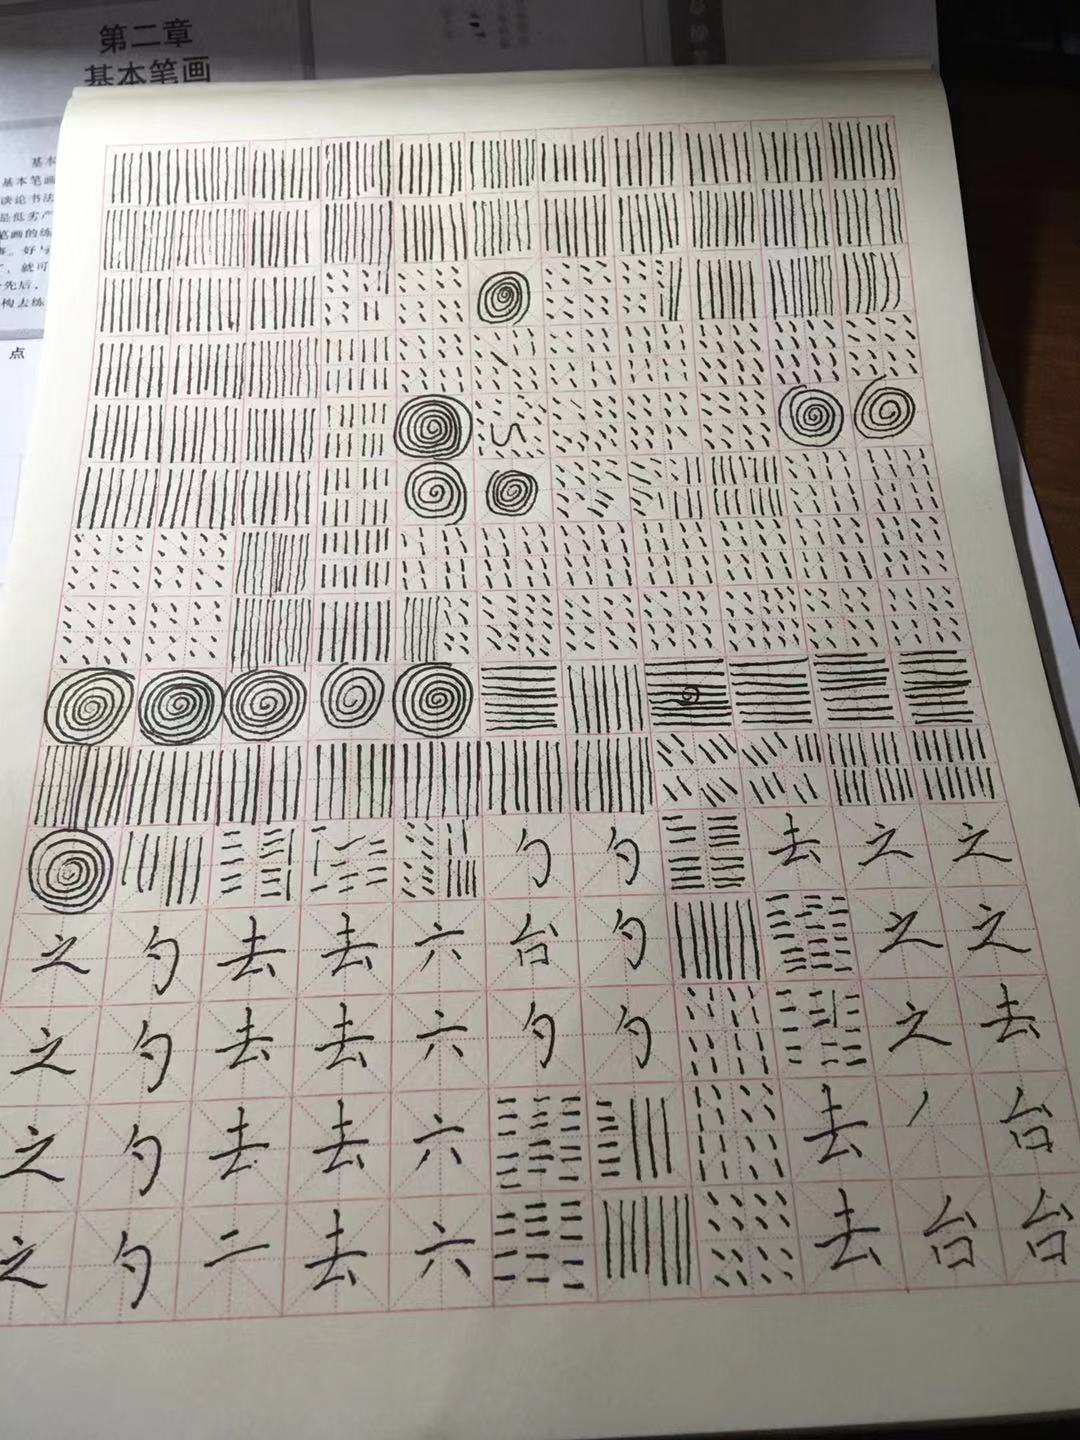 第二章
基本笔画
基本
基本笔画
谈论书法
是低劣产
笔画的练
，就可
先后，
构去练
点
勹 勺 去 之 之
之 勺 去 去 六 台 勺 之 之
之 勺 去 去 六 勺 勺 之 去
之 勺 去 去 六 去 丿 台
之 勺 二 去 六 去 台 台